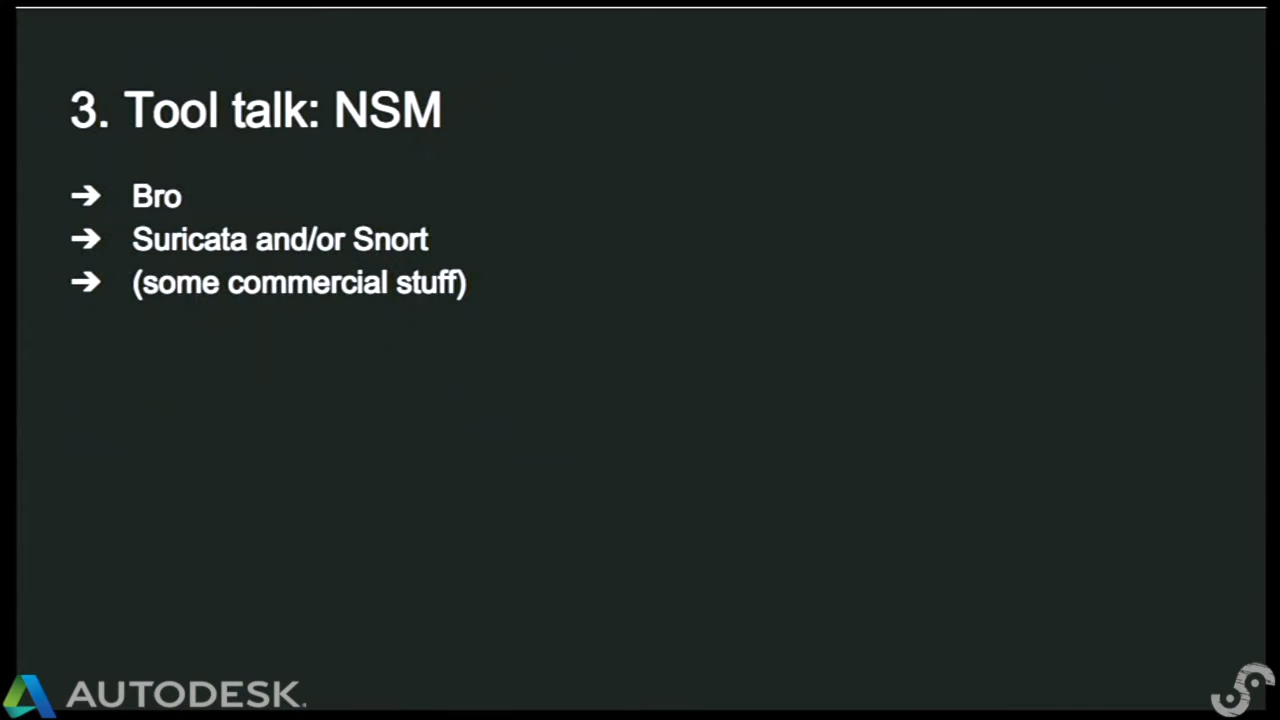 3. Tool talk: NSM
➔ Bro
➔ Suricata and/or Snort
➔ (some commercial stuff)
AUTODESK.